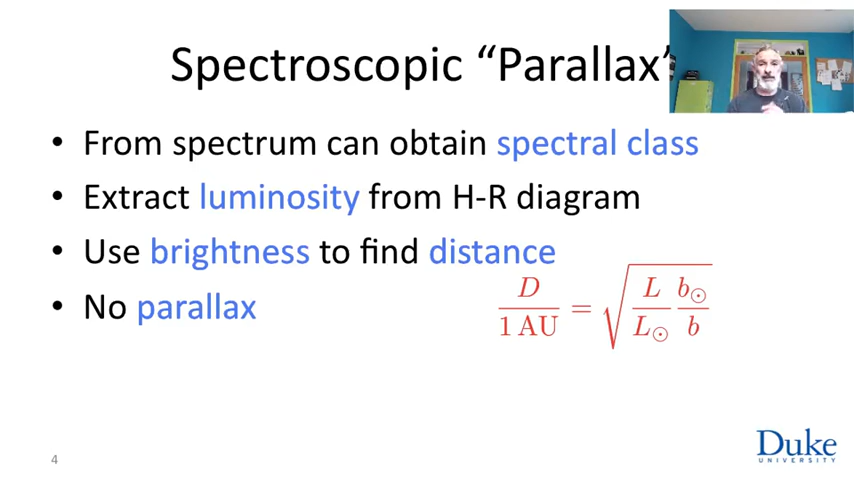 Spectroscopic “Parallax”
• From spectrum can obtain spectral class
• Extract luminosity from H-R diagram
• Use brightness to find distance
• No parallax
D / 1 AU = √( L / L⊙ b⊙ / b )
4
Duke
UNIVERSITY